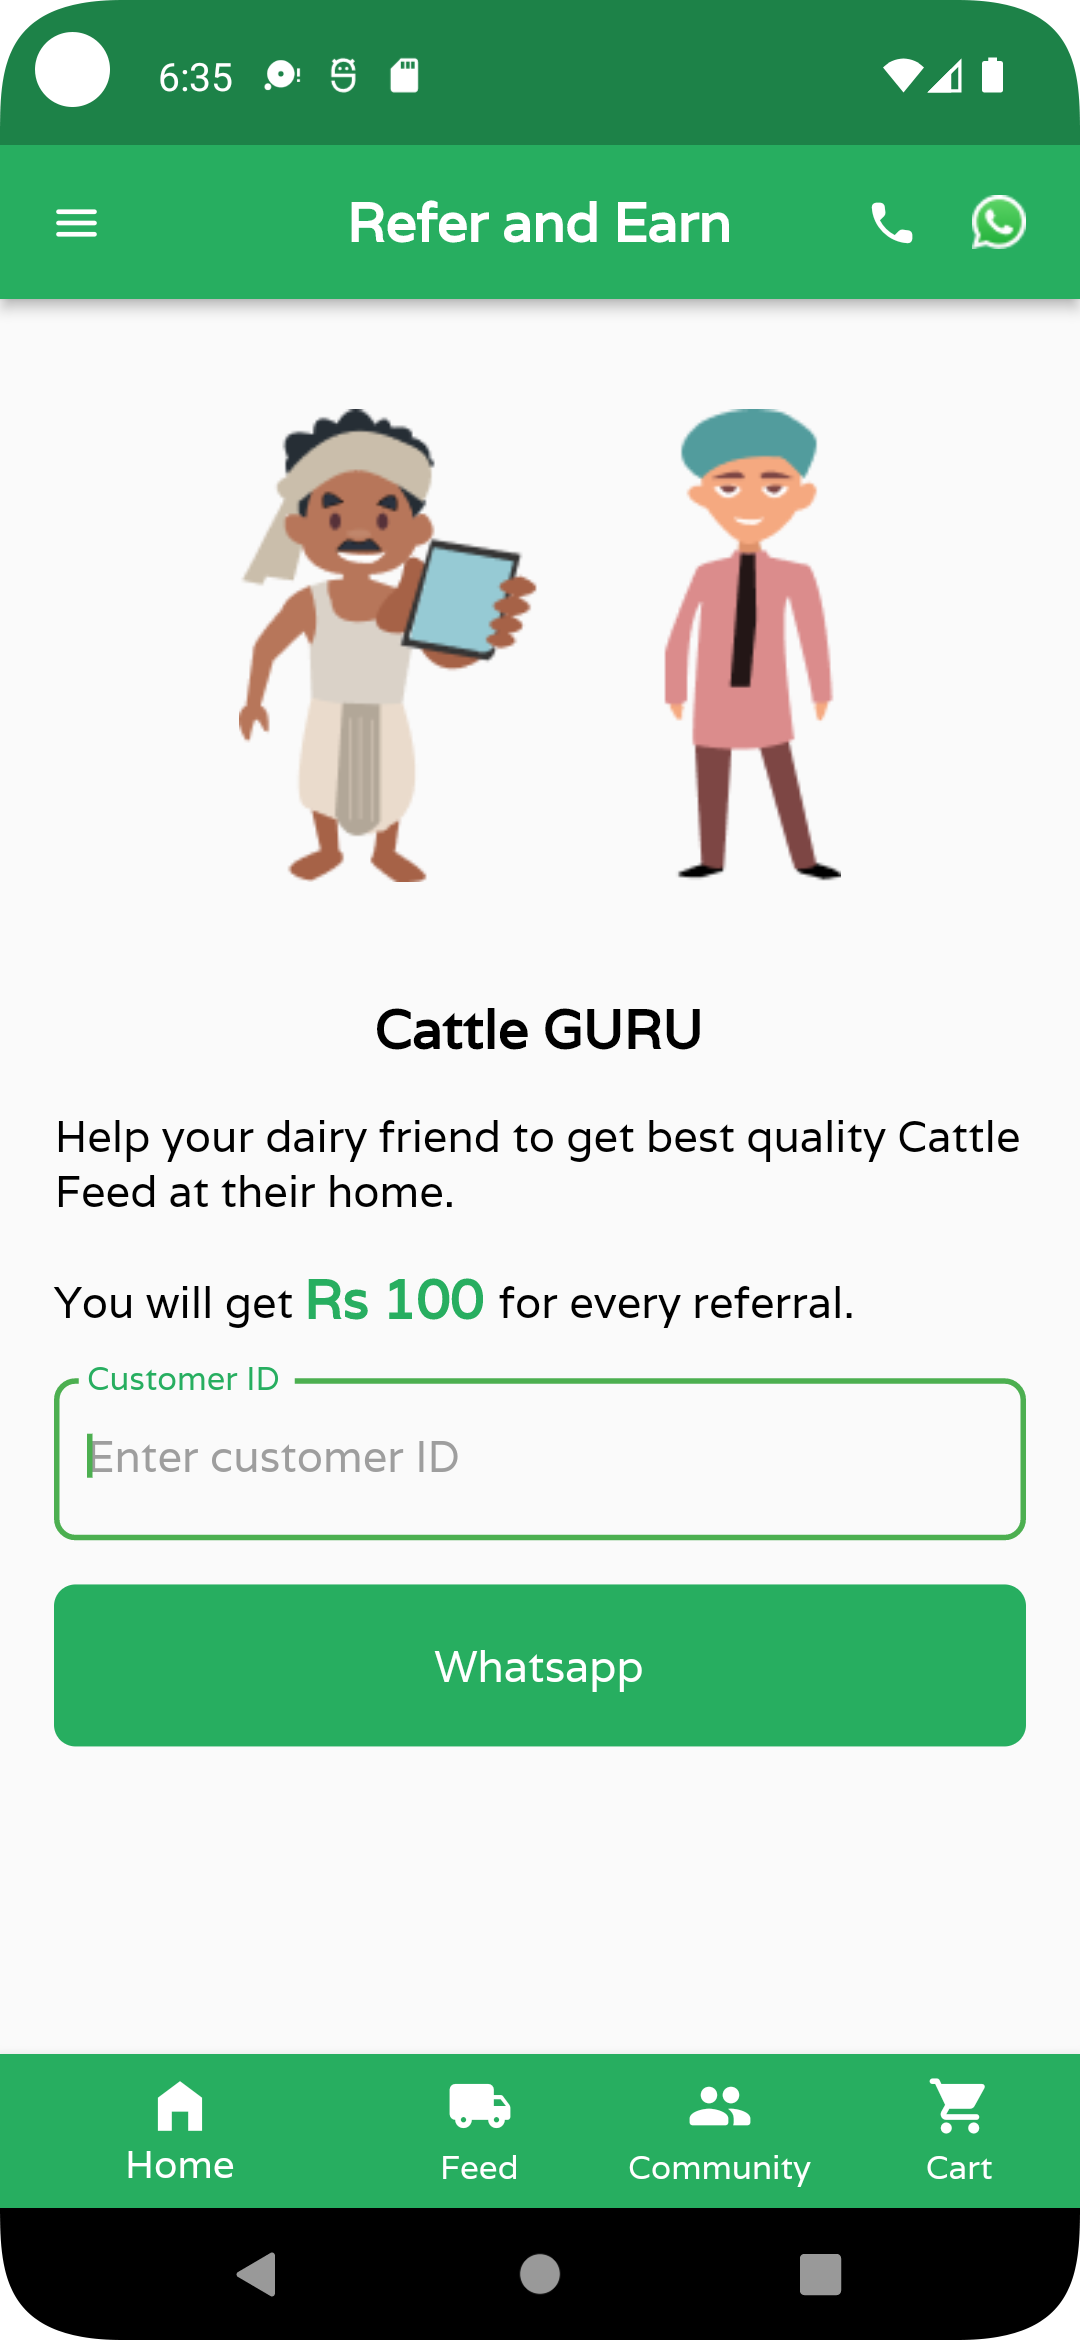 6:35
Refer and Earn
Cattle GURU
Help your dairy friend to get best quality Cattle
Feed at their home.
You will get Rs 100 for every referral.
Customer ID
Enter customer ID
Whatsapp
Home
Feed
Community
Cart